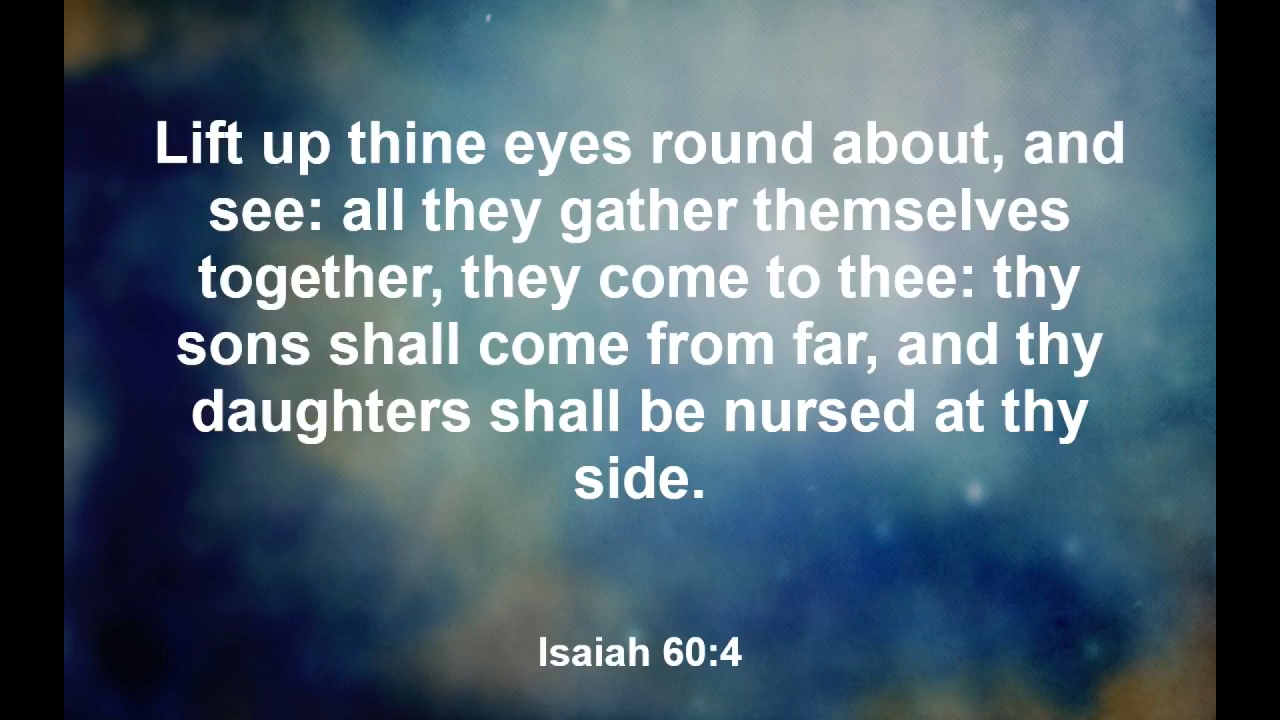 Lift up thine eyes round about, and
see: all they gather themselves
together, they come to thee: thy
sons shall come from far, and thy
daughters shall be nursed at thy
side.
Isaiah 60:4